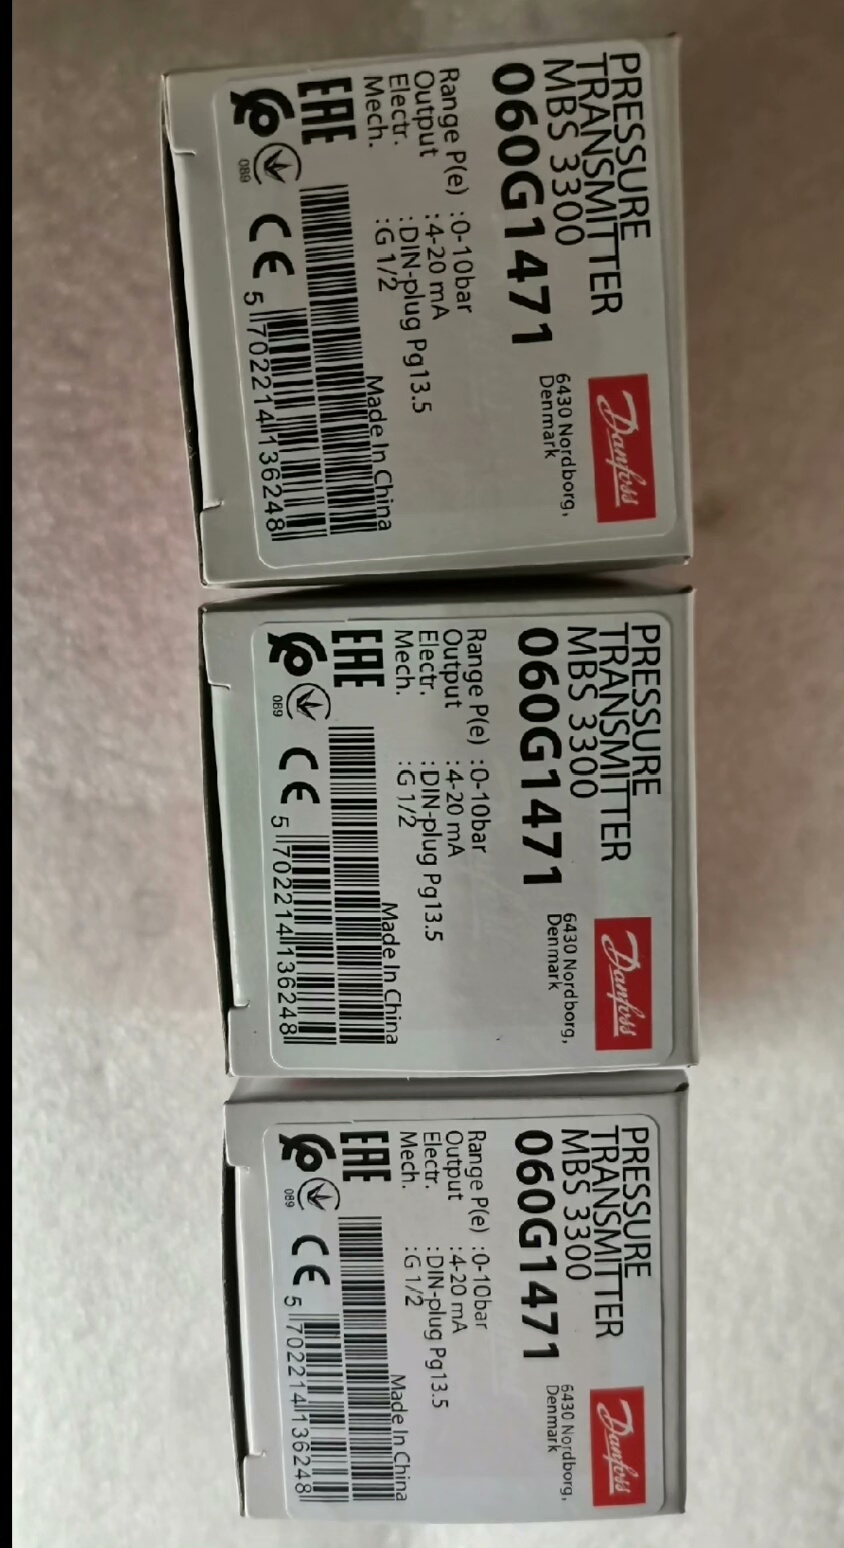 PRESSURE
TRANSMITTER
MBS 3300
060G1471
Danfoss
6430 Nordborg,
Denmark
Range P(e) :0-10bar
Output :4-20 mA
Electr. :DIN-plug Pg13.5
Mech. :G 1/2
Made In China
EAC
089
CE
5 702214 136248
PRESSURE
TRANSMITTER
MBS 3300
060G1471
Danfoss
6430 Nordborg,
Denmark
Range P(e) :0-10bar
Output :4-20 mA
Electr. :DIN-plug Pg13.5
Mech. :G 1/2
Made In China
EAC
089
CE
5 702214 136248
PRESSURE
TRANSMITTER
MBS 3300
060G1471
Danfoss
6430 Nordborg,
Denmark
Range P(e) :0-10bar
Output :4-20 mA
Electr. :DIN-plug Pg13.5
Mech. :G 1/2
Made In China
EAC
089
CE
5 702214 136248